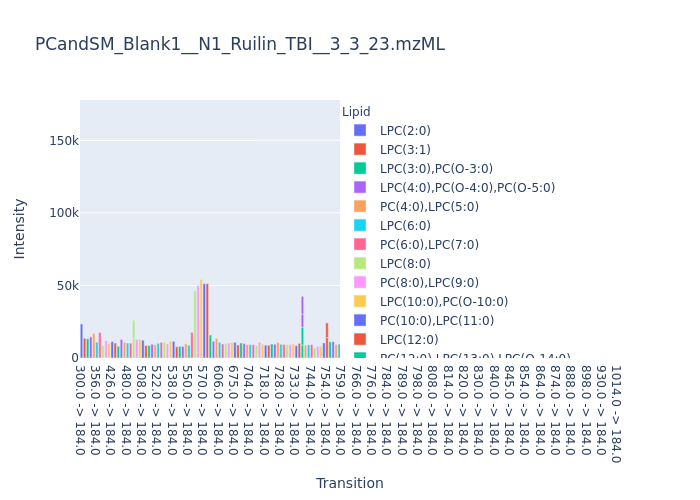 PCandSM_Blank1__N1_Ruilin_TBI__3_3_23.mzML
Lipid
LPC(2:0)
LPC(3:1)
LPC(3:0),PC(O-3:0)
LPC(4:0),PC(O-4:0),PC(O-5:0)
PC(4:0),LPC(5:0)
LPC(6:0)
PC(6:0),LPC(7:0)
LPC(8:0)
PC(8:0),LPC(9:0)
LPC(10:0),PC(O-10:0)
PC(10:0),LPC(11:0)
LPC(12:0)
PC(12:0),LPC(13:0),LPC(O-14:0)
150k
100k
50k
0
Intensity
300.0 -> 184.0
356.0 -> 184.0
426.0 -> 184.0
480.0 -> 184.0
508.0 -> 184.0
522.0 -> 184.0
538.0 -> 184.0
550.0 -> 184.0
570.0 -> 184.0
606.0 -> 184.0
675.0 -> 184.0
704.0 -> 184.0
718.0 -> 184.0
728.0 -> 184.0
733.0 -> 184.0
744.0 -> 184.0
754.0 -> 184.0
759.0 -> 184.0
766.0 -> 184.0
776.0 -> 184.0
784.0 -> 184.0
789.0 -> 184.0
798.0 -> 184.0
808.0 -> 184.0
814.0 -> 184.0
820.0 -> 184.0
830.0 -> 184.0
845.0 -> 184.0
854.0 -> 184.0
864.0 -> 184.0
874.0 -> 184.0
888.0 -> 184.0
898.0 -> 184.0
930.0 -> 184.0
1014.0 -> 184.0
Transition